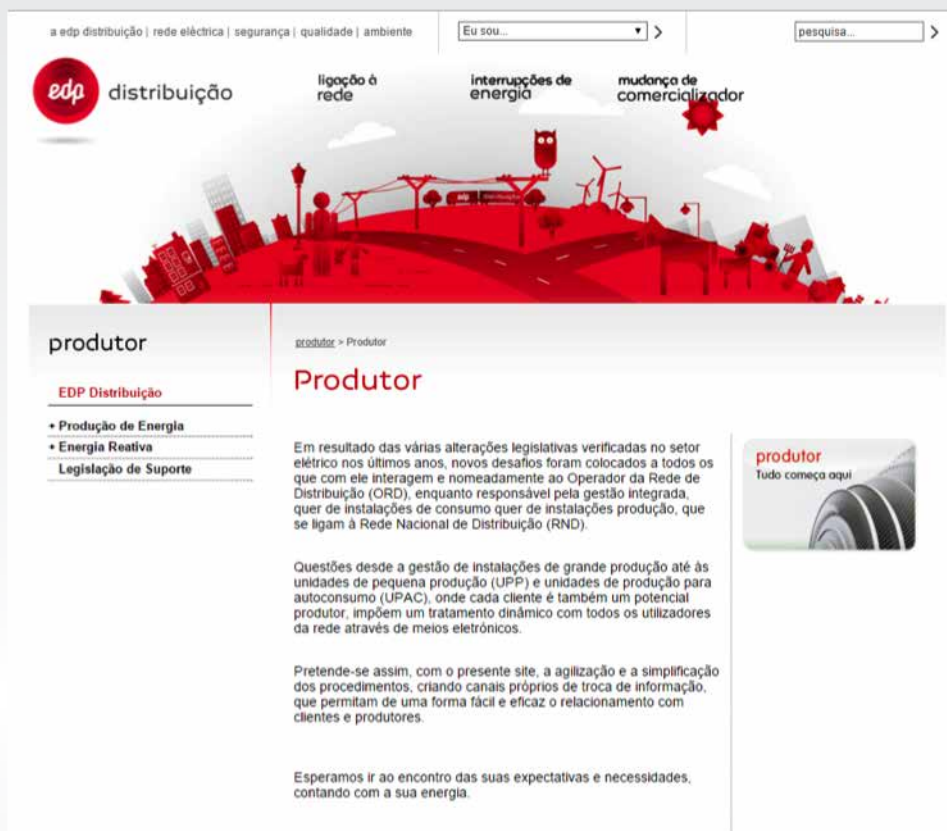 a edp distribuição | rede eléctrica | segurança | qualidade | ambiente
Eu sou...
pesquisa...
edp distribuição
ligação à
rede
interrupções de
energia
mudança de
comercializador
edp distribuição
produtor
EDP Distribuição
+ Produção de Energia
+ Energia Reativa
Legislação de Suporte
produtor > Produtor
Produtor
Em resultado das várias alterações legislativas verificadas no setor
elétrico nos últimos anos, novos desafios foram colocados a todos os
que com ele interagem e nomeadamente ao Operador da Rede de
Distribuição (ORD), enquanto responsável pela gestão integrada,
quer de instalações de consumo quer de instalações produção, que
se ligam à Rede Nacional de Distribuição (RND).
Questões desde a gestão de instalações de grande produção até às
unidades de pequena produção (UPP) e unidades de produção para
autoconsumo (UPAC), onde cada cliente é também um potencial
produtor, impõem um tratamento dinâmico com todos os utilizadores
da rede através de meios eletrónicos.
Pretende-se assim, com o presente site, a agilização e a simplificação
dos procedimentos, criando canais próprios de troca de informação,
que permitam de uma forma fácil e eficaz o relacionamento com
clientes e produtores.
Esperamos ir ao encontro das suas expectativas e necessidades,
contando com a sua energia.
produtor
Tudo começa aqui